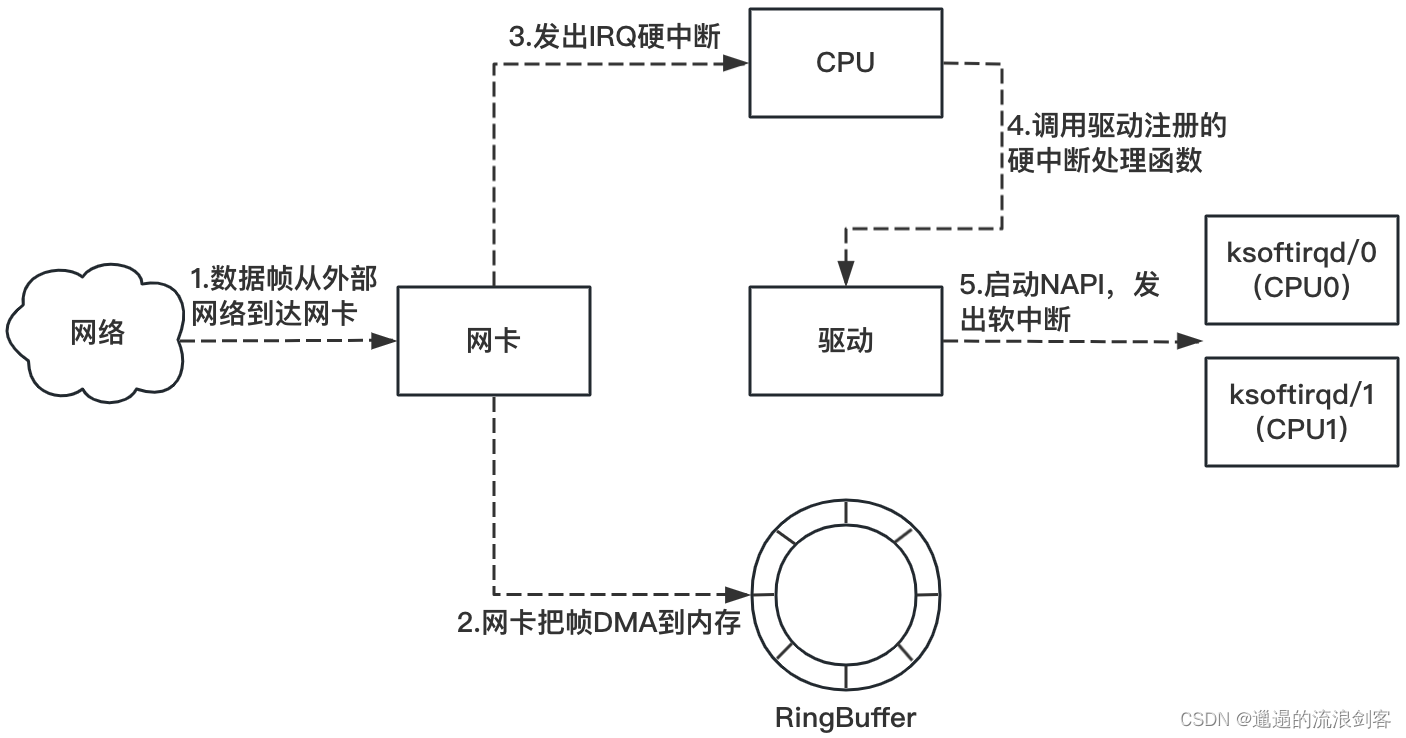 3.发出IRQ硬中断
CPU
4.调用驱动注册的
硬中断处理函数
1.数据帧从外部
网络到达网卡
网络
网卡
驱动
5.启动NAPI，发
出软中断
ksoftirqd/0
（CPU0）
ksoftirqd/1
（CPU1）
2.网卡把帧DMA到内存
RingBuffer
CSDN @邋遢的流浪剑客